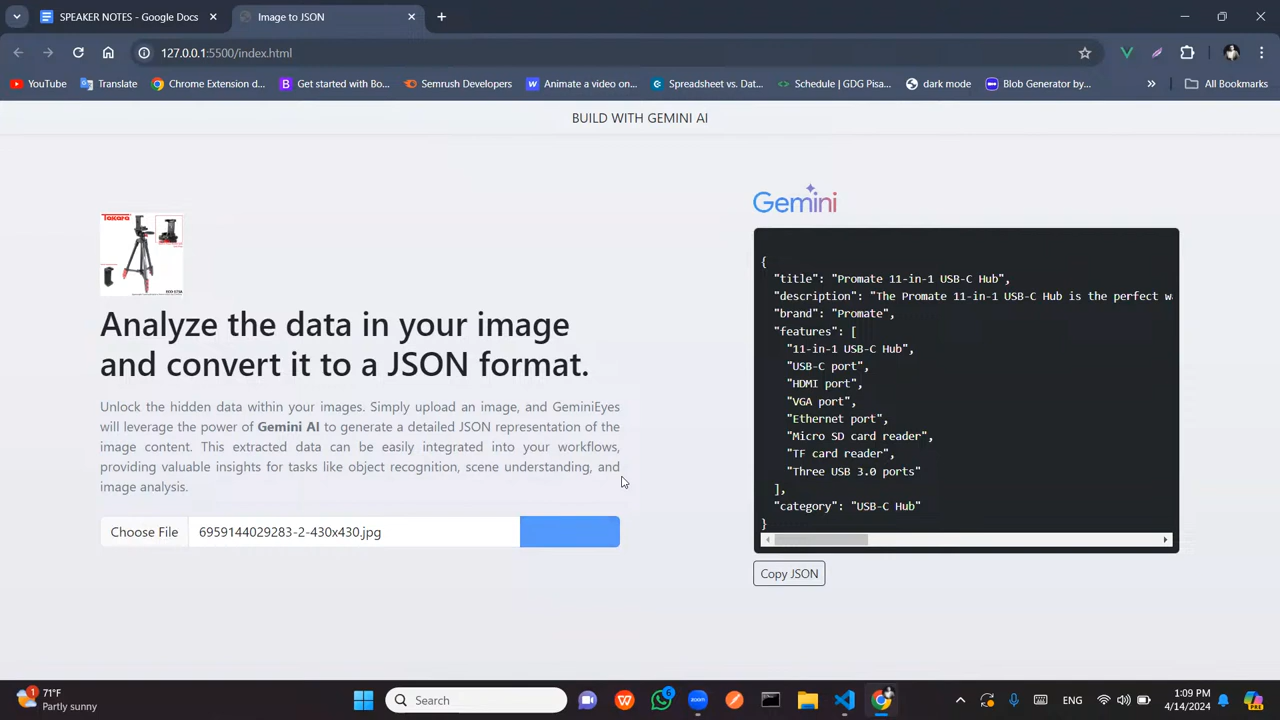 SPEAKER NOTES - Google Docs
Image to JSON
127.0.0.1:5500/index.html
YouTube
Translate
Chrome Extension d...
Get started with Bo...
Semrush Developers
Animate a video on...
Spreadsheet vs. Dat...
Schedule | GDG Pisa...
dark mode
Blob Generator by...
All Bookmarks
BUILD WITH GEMINI AI
Takara
Analyze the data in your image
and convert it to a JSON format.
Unlock the hidden data within your images. Simply upload an image, and GeminiEyes
will leverage the power of Gemini AI to generate a detailed JSON representation of the
image content. This extracted data can be easily integrated into your workflows,
providing valuable insights for tasks like object recognition, scene understanding, and
image analysis.
Choose File 6959144029283-2-430x430.jpg
Gemini
{
"title": "Promate 11-in-1 USB-C Hub",
"description": "The Promate 11-in-1 USB-C Hub is the perfect w
"brand": "Promate",
"features": [
"11-in-1 USB-C Hub",
"USB-C port",
"HDMI port",
"VGA port",
"Ethernet port",
"Micro SD card reader",
"TF card reader",
"Three USB 3.0 ports"
],
"category": "USB-C Hub"
}
Copy JSON
1
71°F
Partly sunny
Search
6
ENG
1:09 PM
4/14/2024